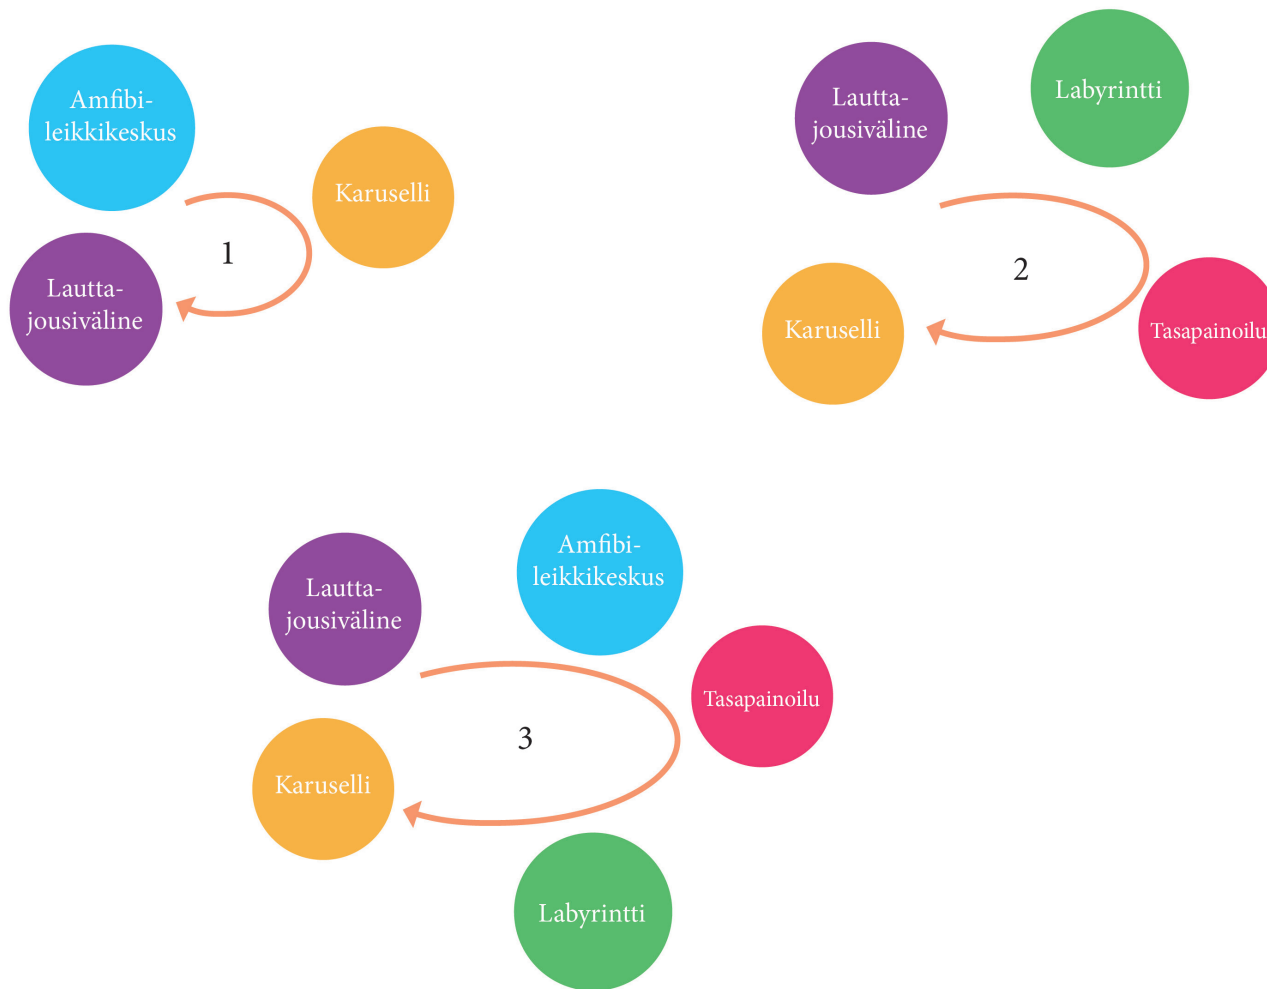 Amfibi-
leikkikeskus
Karuselli
1
Lautta-
jousiväline
Lautta-
jousiväline
Labyrintti
2
Karuselli
Tasapainoilu
Lautta-
jousiväline
Amfibi-
leikkikeskus
Tasapainoilu
3
Karuselli
Labyrintti